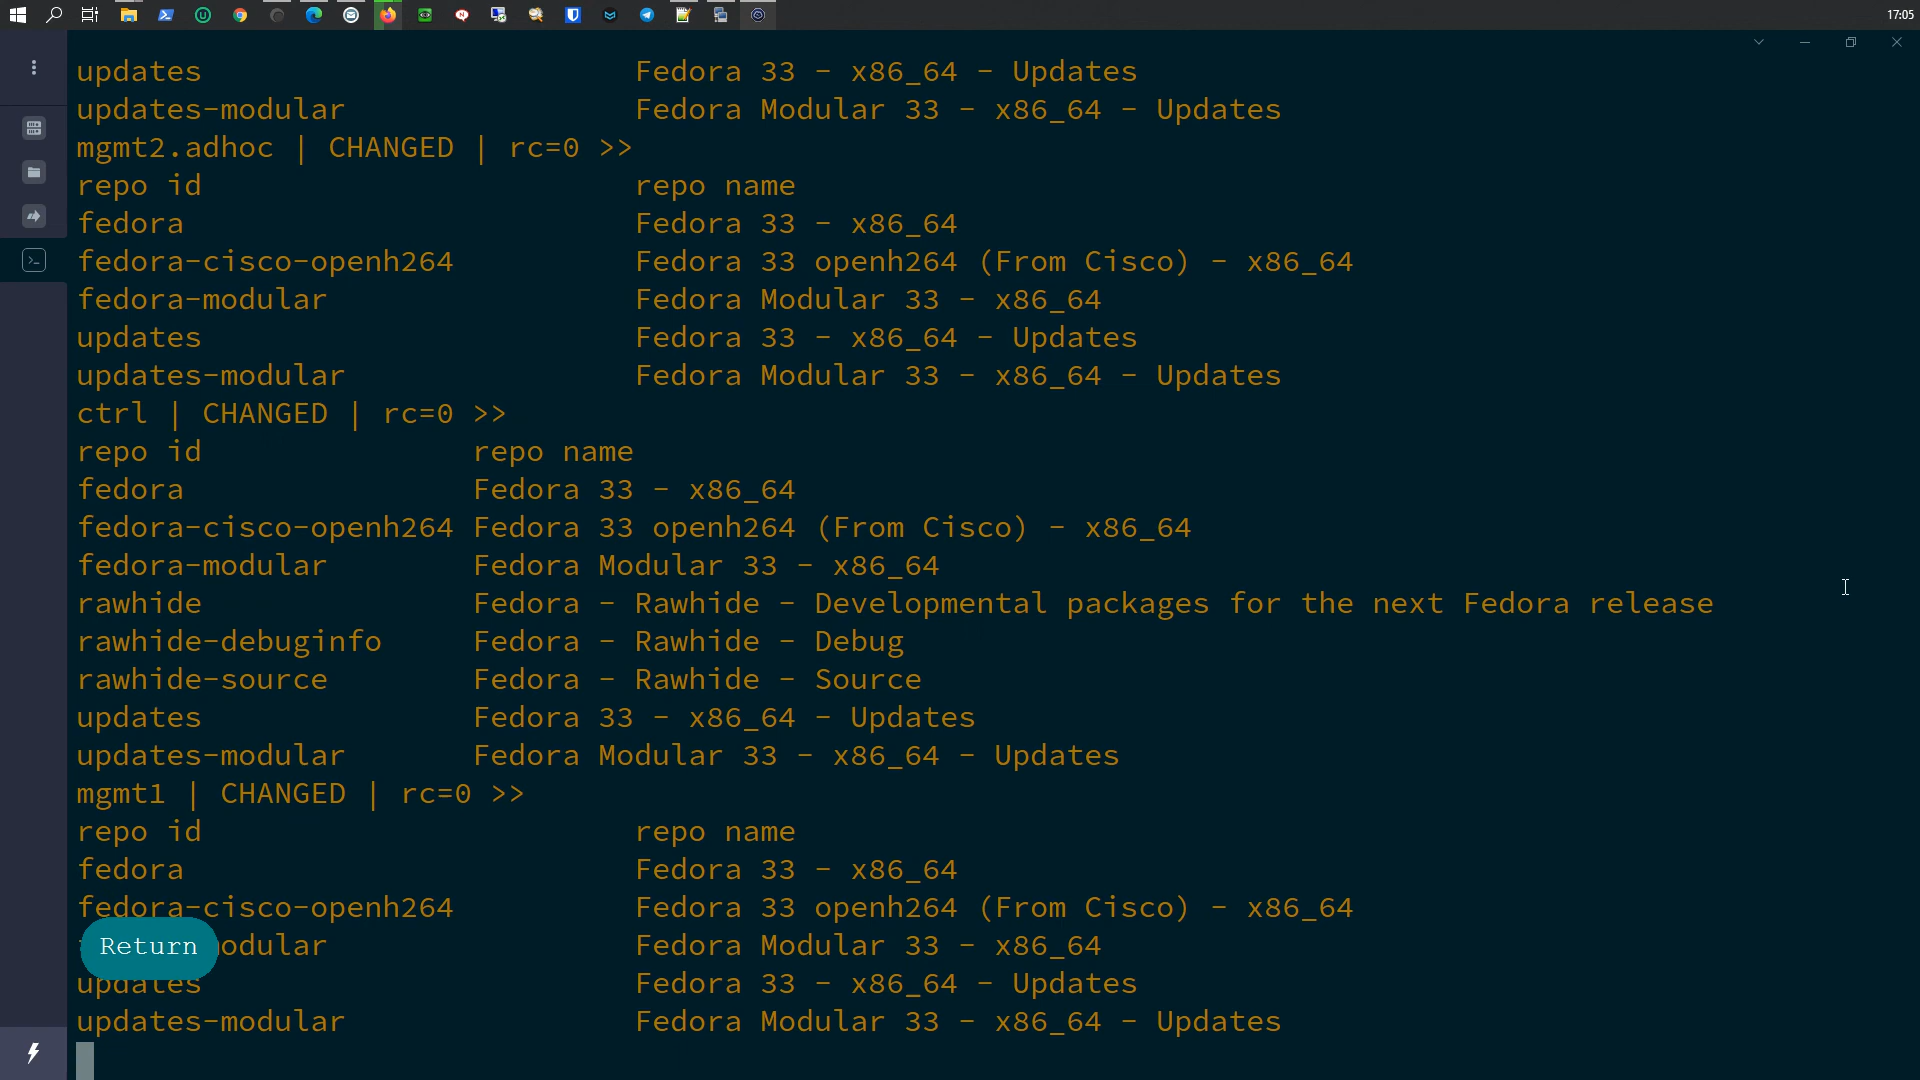 17:05
updates Fedora 33 - x86_64 - Updates
updates-modular Fedora Modular 33 - x86_64 - Updates
mgmt2.adhoc | CHANGED | rc=0 >>
repo id repo name
fedora Fedora 33 - x86_64
fedora-cisco-openh264 Fedora 33 openh264 (From Cisco) - x86_64
fedora-modular Fedora Modular 33 - x86_64
updates Fedora 33 - x86_64 - Updates
updates-modular Fedora Modular 33 - x86_64 - Updates
ctrl | CHANGED | rc=0 >>
repo id repo name
fedora Fedora 33 - x86_64
fedora-cisco-openh264 Fedora 33 openh264 (From Cisco) - x86_64
fedora-modular Fedora Modular 33 - x86_64
rawhide Fedora - Rawhide - Developmental packages for the next Fedora release
rawhide-debuginfo Fedora - Rawhide - Debug
rawhide-source Fedora - Rawhide - Source
updates Fedora 33 - x86_64 - Updates
updates-modular Fedora Modular 33 - x86_64 - Updates
mgmt1 | CHANGED | rc=0 >>
repo id repo name
fedora Fedora 33 - x86_64
fedora-cisco-openh264 Fedora 33 openh264 (From Cisco) - x86_64
Return odular Fedora Modular 33 - x86_64
updates Fedora 33 - x86_64 - Updates
updates-modular Fedora Modular 33 - x86_64 - Updates